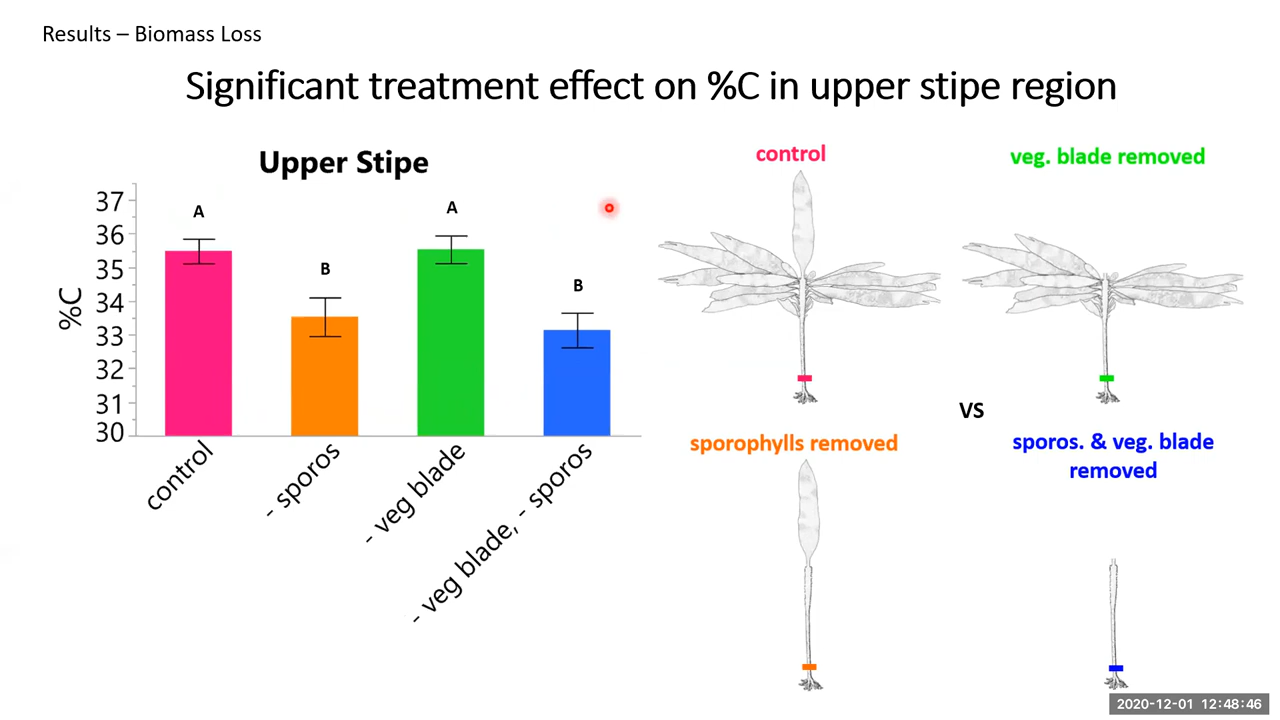 Results – Biomass Loss
Significant treatment effect on %C in upper stipe region
Upper Stipe
%C
37
36
35
34
33
32
31
30
A
B
A
B
control
- sporos
- veg blade
- veg blade, - sporos
control
veg. blade removed
VS
sporophylls removed
sporos. & veg. blade
removed
2020-12-01 12:48:46